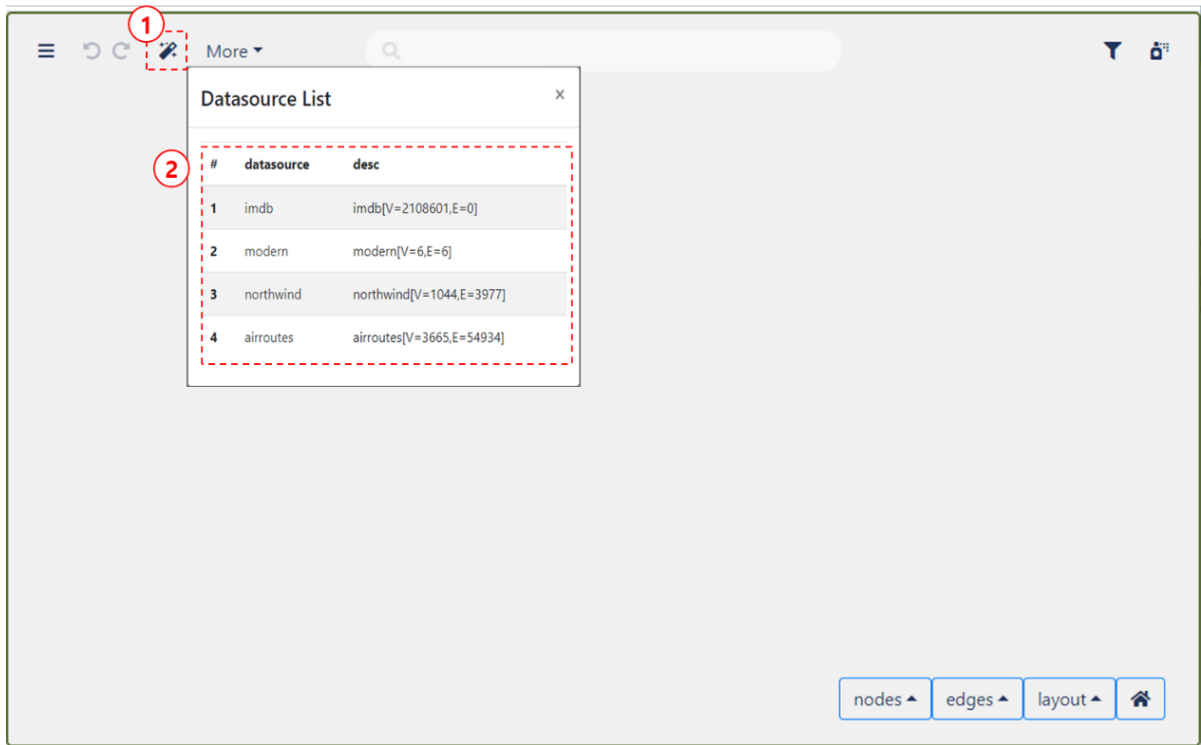 1
More
Datasource List ×
2
# datasource desc
1 imdb imdb[V=2108601,E=0]
2 modern modern[V=6,E=6]
3 northwind northwind[V=1044,E=3977]
4 airroutes airroutes[V=3665,E=54934]
nodes edges layout